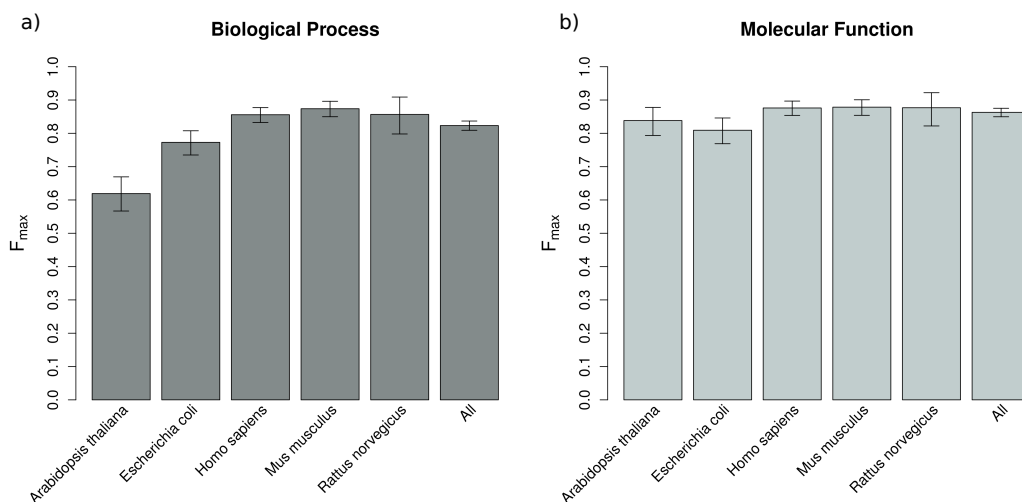 a)
Biological Process
F_max
0.0 0.1 0.2 0.3 0.4 0.5 0.6 0.7 0.8 0.9 1.0
Arabidopsis thaliana
Escherichia coli
Homo sapiens
Mus musculus
Rattus norvegicus
All
b)
Molecular Function
F_max
0.0 0.1 0.2 0.3 0.4 0.5 0.6 0.7 0.8 0.9 1.0
Arabidopsis thaliana
Escherichia coli
Homo sapiens
Mus musculus
Rattus norvegicus
All